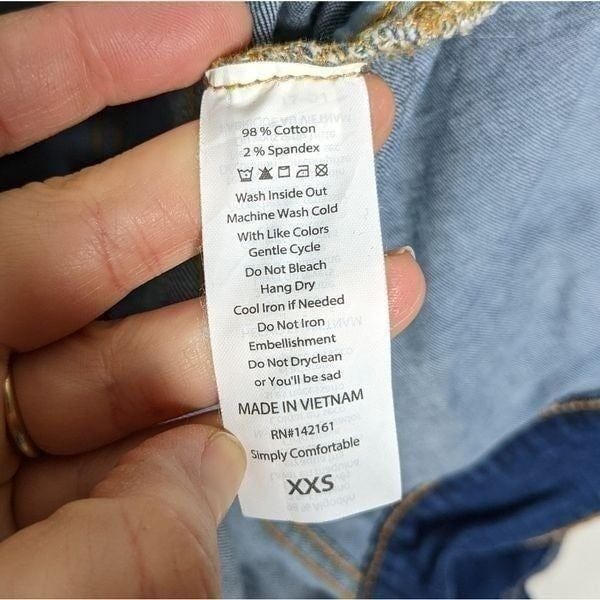 98 % Cotton
2 % Spandex
Wash Inside Out
Machine Wash Cold
With Like Colors
Gentle Cycle
Do Not Bleach
Hang Dry
Cool Iron if Needed
Do Not Iron
Embellishment
Do Not Dryclean
or You'll be sad
MADE IN VIETNAM
RN#142161
Simply Comfortable
XXS